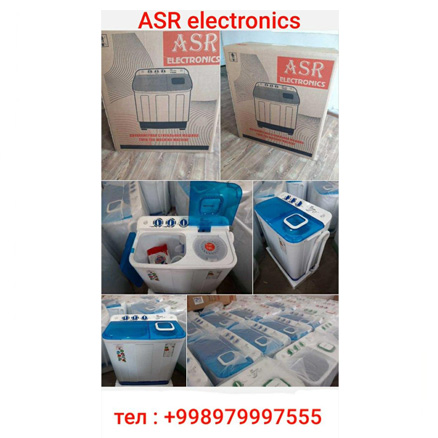 ASR electronics
ASR
ELECTRONICS
ASR
ELECTRONICS
тел : +998979997555